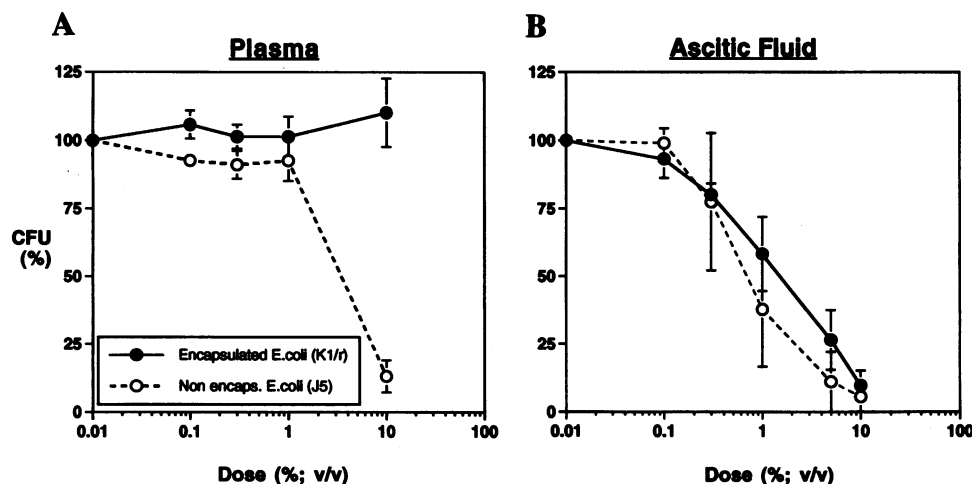 A
Plasma
125
100
75
CFU
(%)
50
25
0
Encapsulated E.coli (K1/r)
Non encaps. E.coli (J5)
0.01
0.1
1
10
100
Dose (%; v/v)
B
Ascitic Fluid
125
100
75
50
25
0
0.01
0.1
1
10
100
Dose (%; v/v)